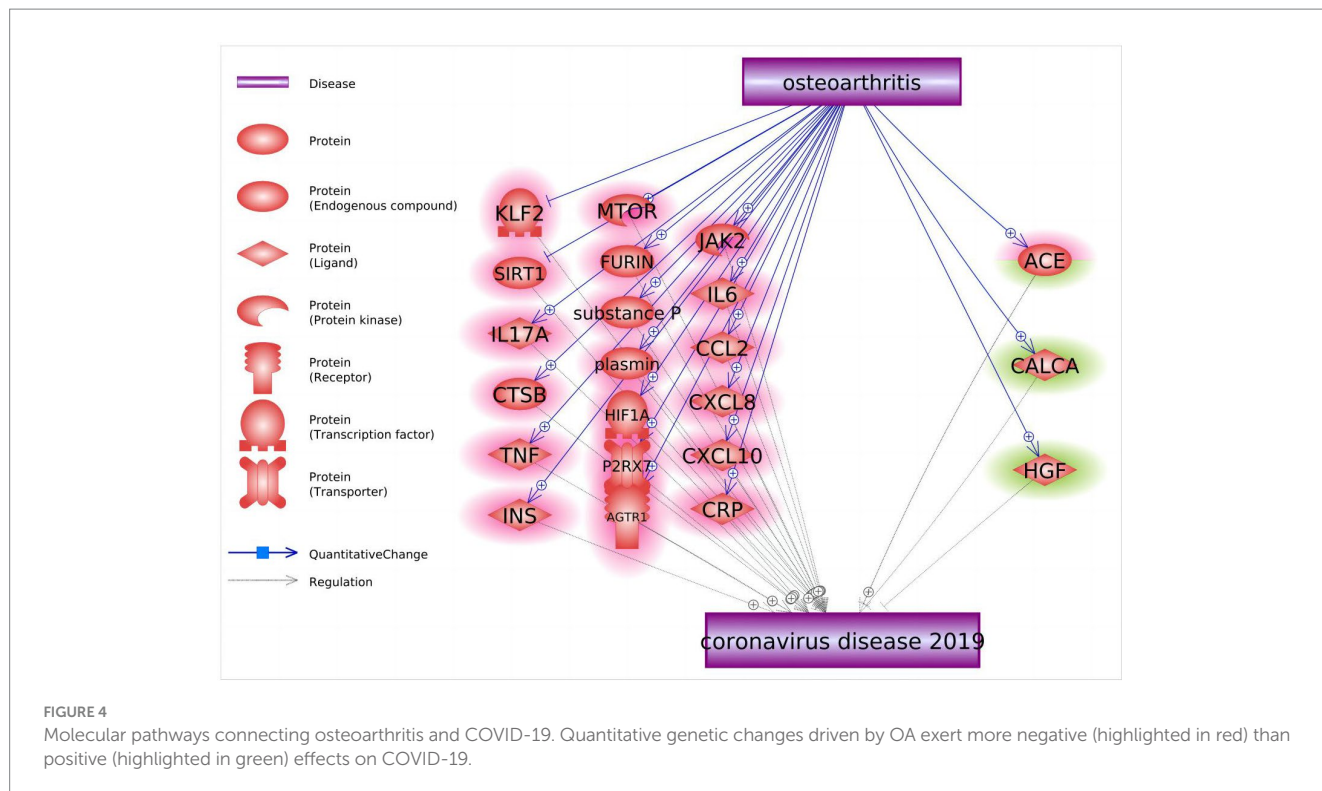 osteoarthritis
Disease
Protein
Protein
(Endogenous compound)
Protein
(Ligand)
Protein
(Protein kinase)
Protein
(Receptor)
Protein
(Transcription factor)
Protein
(Transporter)
QuantitativeChange
Regulation
KLF2
SIRT1
IL17A
CTSB
TNF
INS
MTOR
FURIN
substance P
plasmin
HIF1A
P2RX7
AGTR1
JAK2
IL6
CCL2
CXCL8
CXCL10
CRP
ACE
CALCA
HGF
coronavirus disease 2019
FIGURE 4
Molecular pathways connecting osteoarthritis and COVID-19. Quantitative genetic changes driven by OA exert more negative (highlighted in red) than
positive (highlighted in green) effects on COVID-19.